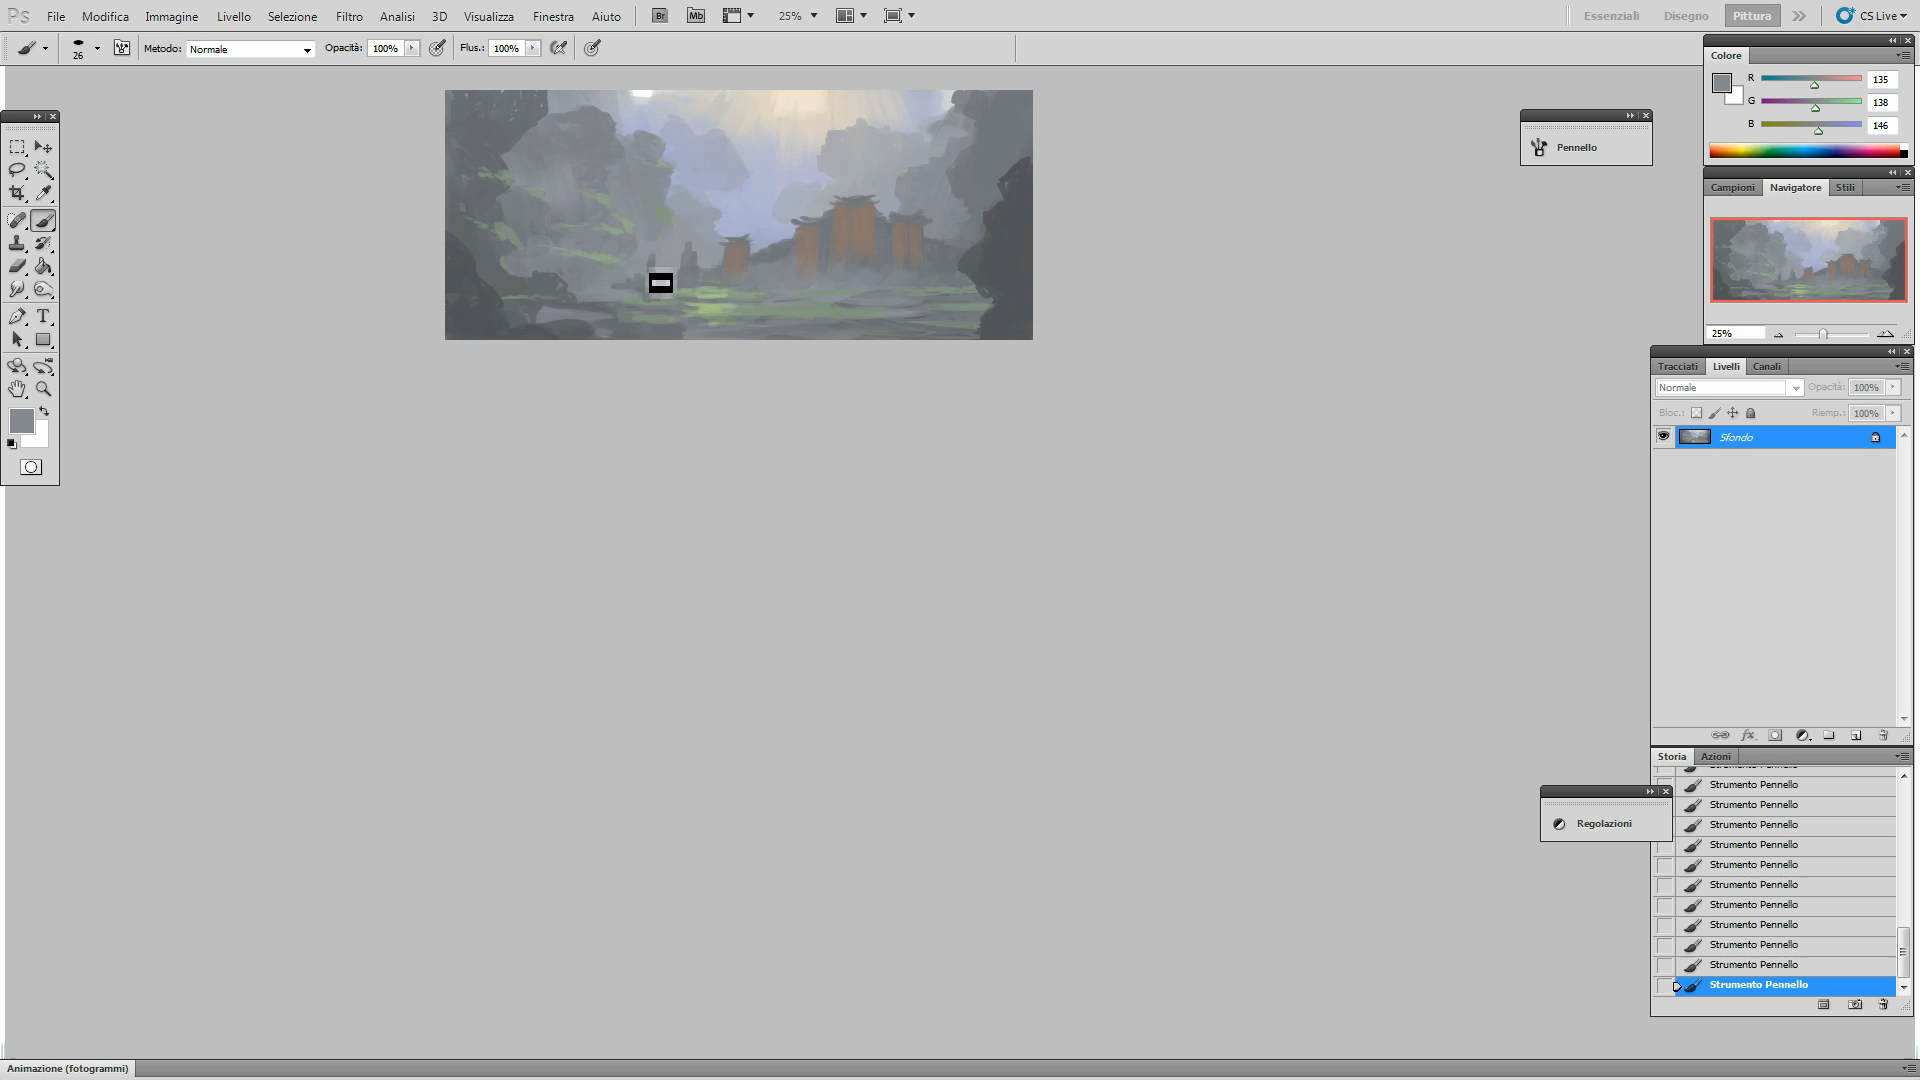 Ps File Modifica Immagine Livello Selezione Filtro Analisi 3D Visualizza Finestra Aiuto Br Mb 25% Essenziali Disegno Pittura CS Live
26 Metodo: Normale Opacità: 100% Flus.: 100%
Colore
R 135
G 138
B 146
Pennello
Campioni Navigatore Stili
25%
Tracciati Livelli Canali
Normale Opacità: 100%
Bloc.: Riemp.: 100%
Sfondo
Storia Azioni
Strumento Pennello
Strumento Pennello
Strumento Pennello
Strumento Pennello
Strumento Pennello
Strumento Pennello
Strumento Pennello
Strumento Pennello
Strumento Pennello
Strumento Pennello
Strumento Pennello
Regolazioni
Animazione (fotogrammi)